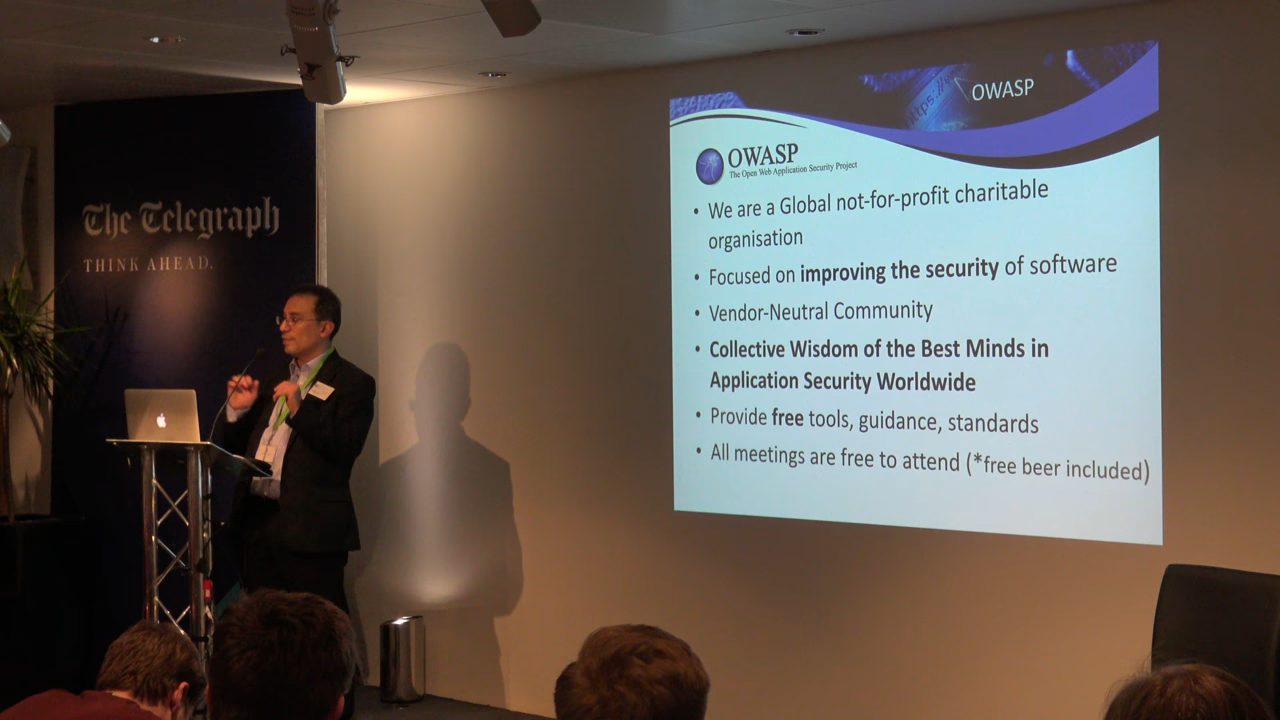 The Telegraph
THINK AHEAD.
https://
OWASP
OWASP
The Open Web Application Security Project
• We are a Global not-for-profit charitable
organisation
• Focused on improving the security of software
• Vendor-Neutral Community
• Collective Wisdom of the Best Minds in
Application Security Worldwide
• Provide free tools, guidance, standards
• All meetings are free to attend (*free beer included)